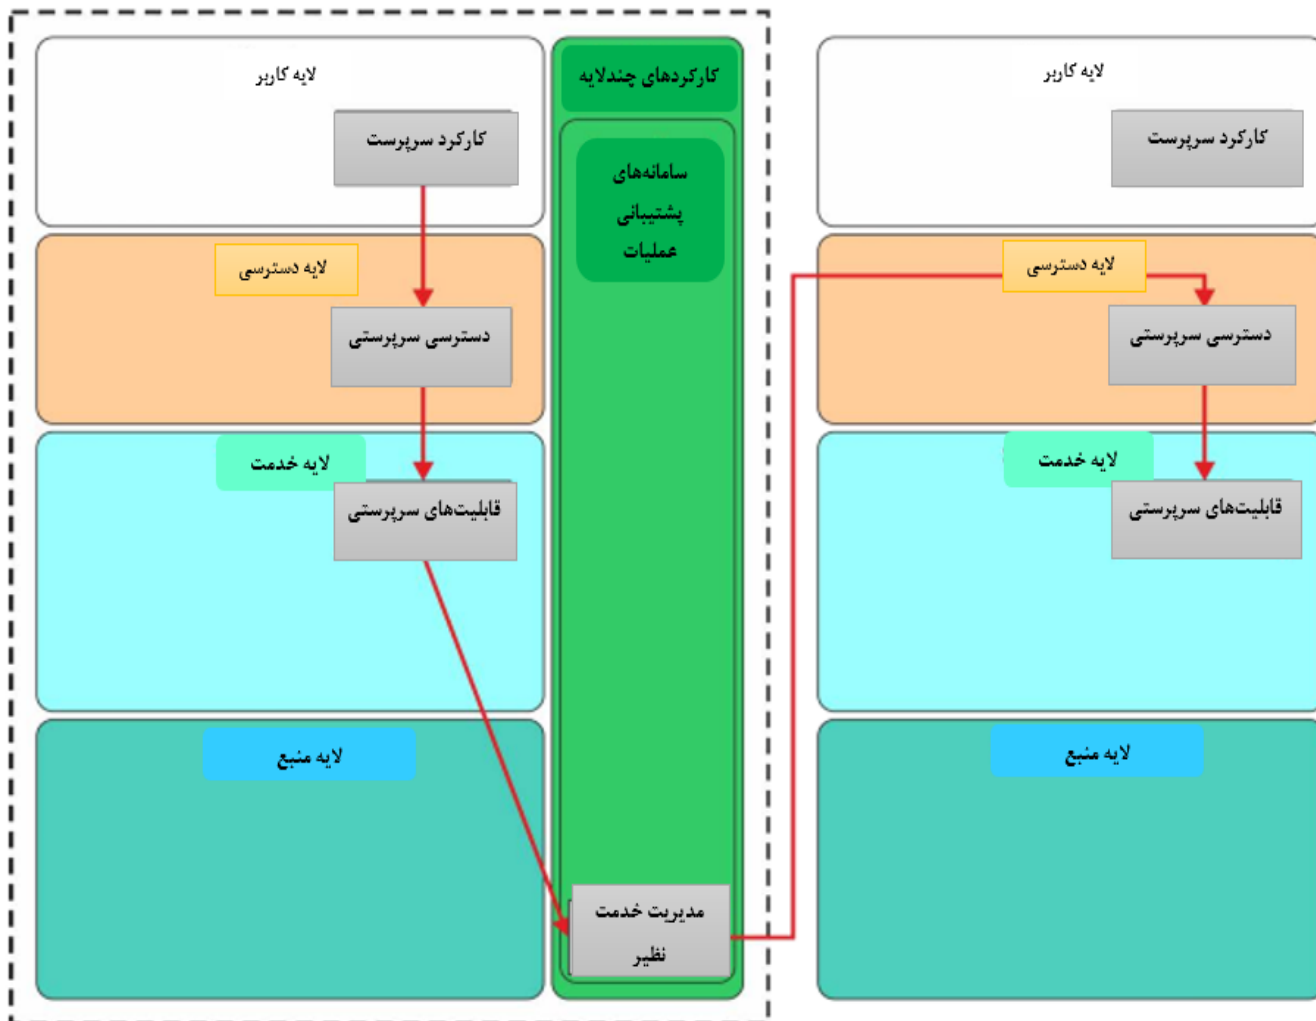 لایه کاربر
کارکرد سرپرست
لایه دسترسی
دسترسی سرپرستی
لایه خدمت
قابلیت‌های سرپرستی
لایه منبع
کارکردهای چندلایه
سامانه‌های
پشتیبانی
عملیات
مدیریت خدمت
نظیر
لایه کاربر
کارکرد سرپرست
لایه دسترسی
دسترسی سرپرستی
لایه خدمت
قابلیت‌های سرپرستی
لایه منبع